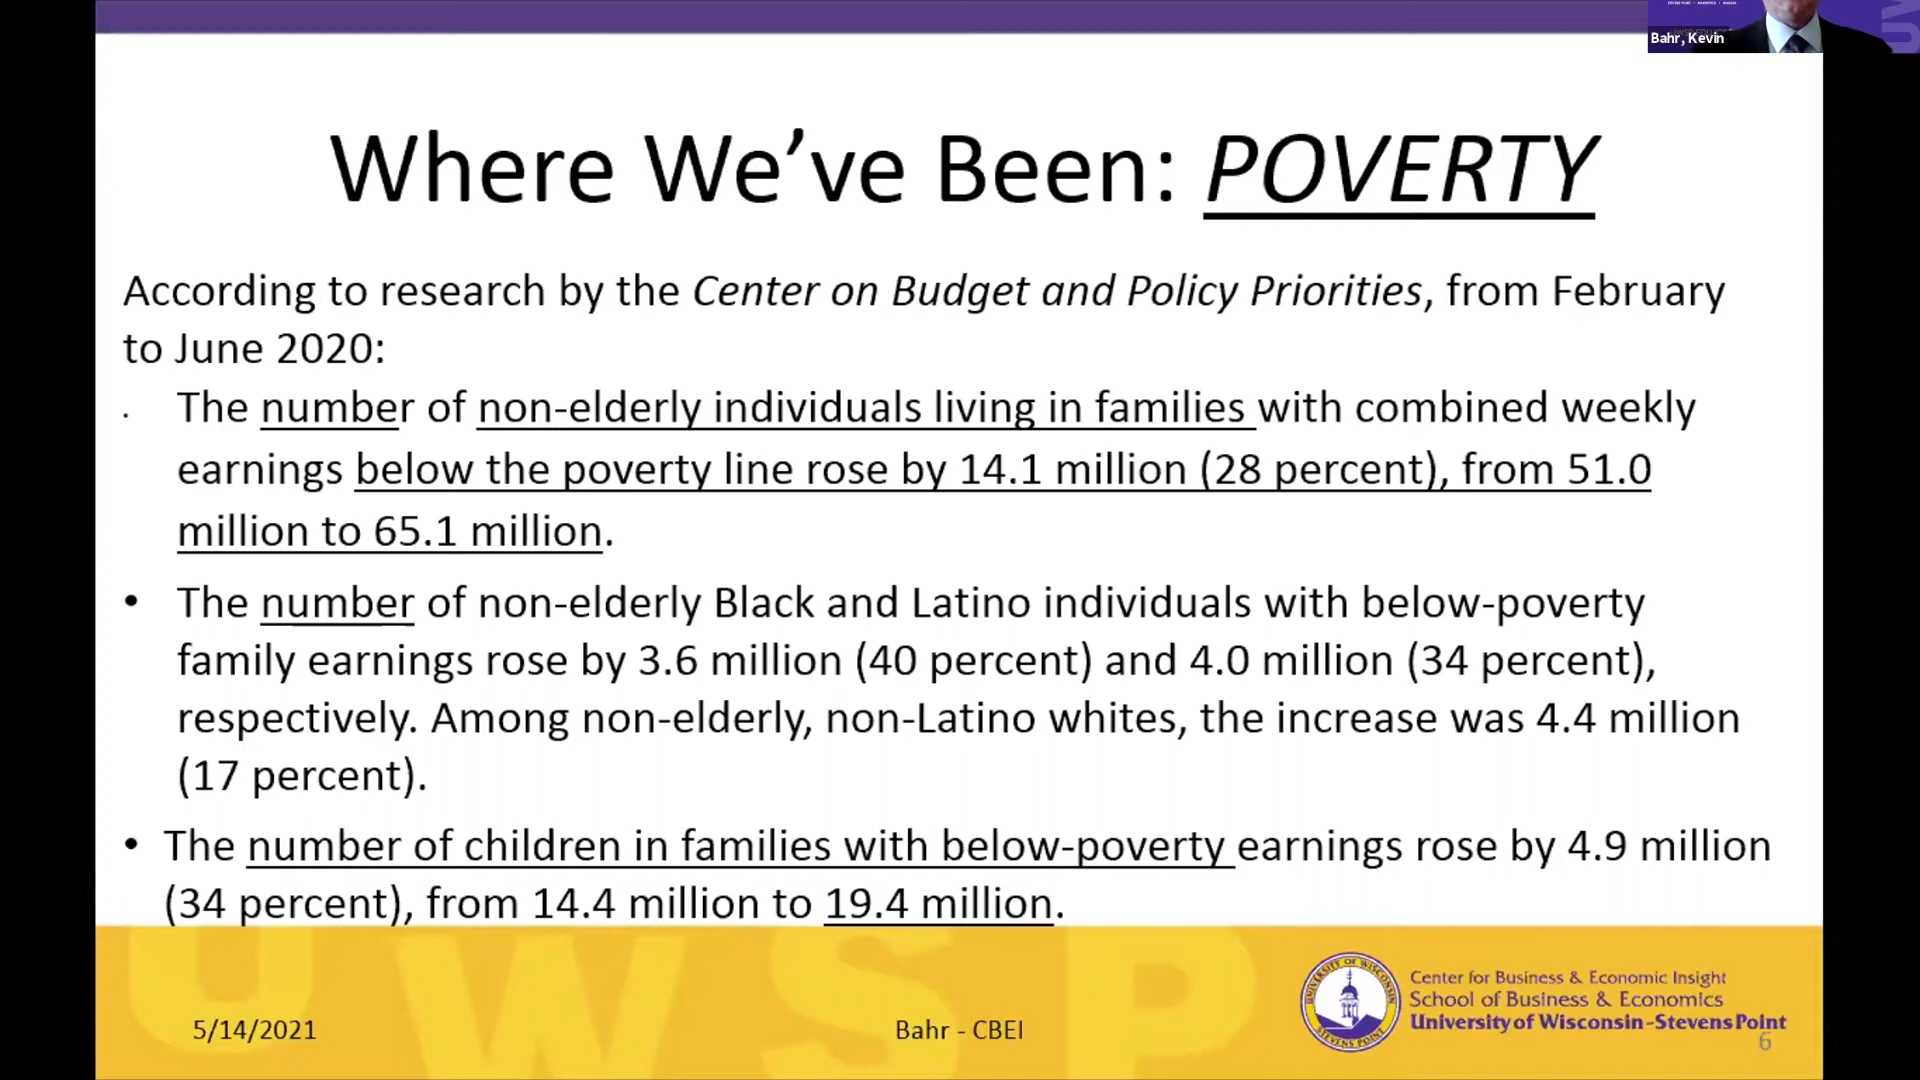 Bahr, Kevin
Where We’ve Been: POVERTY
According to research by the Center on Budget and Policy Priorities, from February
to June 2020:
· The number of non-elderly individuals living in families with combined weekly
earnings below the poverty line rose by 14.1 million (28 percent), from 51.0
million to 65.1 million.
• The number of non-elderly Black and Latino individuals with below-poverty
family earnings rose by 3.6 million (40 percent) and 4.0 million (34 percent),
respectively. Among non-elderly, non-Latino whites, the increase was 4.4 million
(17 percent).
• The number of children in families with below-poverty earnings rose by 4.9 million
(34 percent), from 14.4 million to 19.4 million.
UWSP
UNIVERSITY OF WISCONSIN
STEVENS POINT
Center for Business & Economic Insight
School of Business & Economics
University of Wisconsin-Stevens Point
5/14/2021
Bahr - CBEI
6